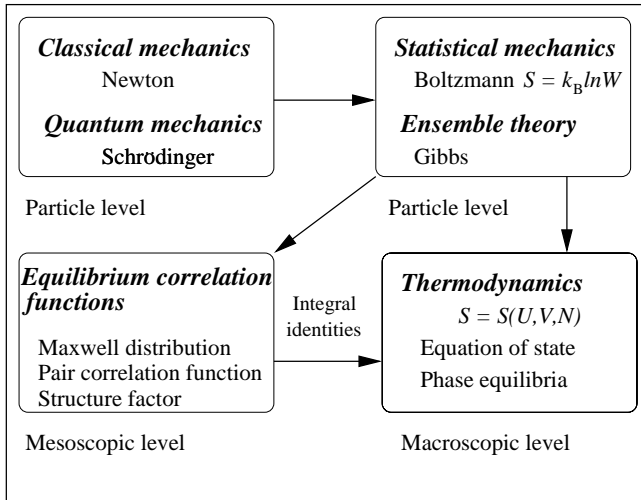 Classical mechanics
Newton
Quantum mechanics
Schrödinger
Particle level
Statistical mechanics
Boltzmann S = k_B lnW
Ensemble theory
Gibbs
Particle level
Equilibrium correlation
functions
Maxwell distribution
Pair correlation function
Structure factor
Mesoscopic level
Integral
identities
Thermodynamics
S = S(U,V,N)
Equation of state
Phase equilibria
Macroscopic level